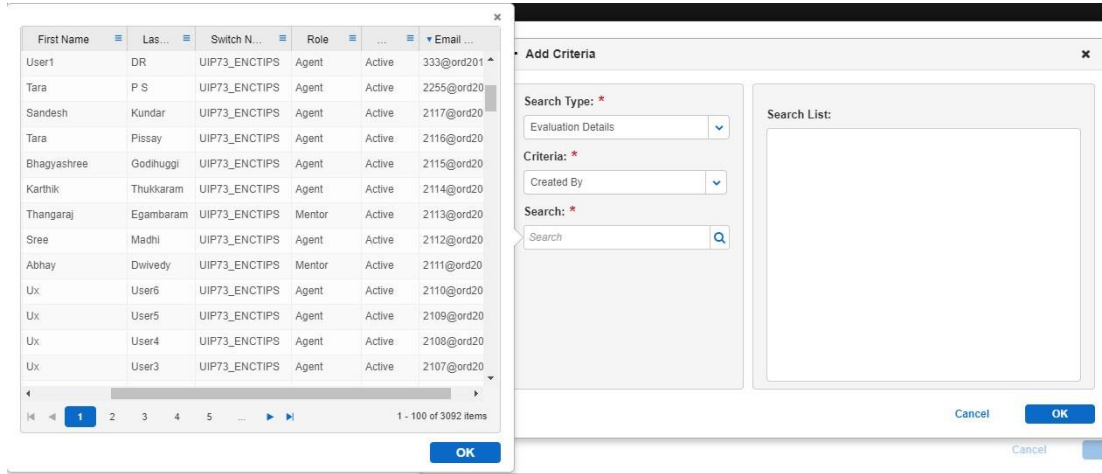 First Name Las... Switch N... Role ... Email ...
User1 DR UIP73_ENCTIPS Agent Active 333@ord201
Tara P S UIP73_ENCTIPS Agent Active 2255@ord20
Sandesh Kundar UIP73_ENCTIPS Agent Active 2117@ord20
Tara Pissay UIP73_ENCTIPS Agent Active 2116@ord20
Bhagyashree Godihuggi UIP73_ENCTIPS Agent Active 2115@ord20
Karthik Thukkaram UIP73_ENCTIPS Agent Active 2114@ord20
Thangaraj Egambaram UIP73_ENCTIPS Mentor Active 2113@ord20
Sree Madhi UIP73_ENCTIPS Agent Active 2112@ord20
Abhay Dwivedy UIP73_ENCTIPS Mentor Active 2111@ord20
Ux User6 UIP73_ENCTIPS Agent Active 2110@ord20
Ux User5 UIP73_ENCTIPS Agent Active 2109@ord20
Ux User4 UIP73_ENCTIPS Agent Active 2108@ord20
Ux User3 UIP73_ENCTIPS Agent Active 2107@ord20
1 2 3 4 5 ... 1 - 100 of 3092 items
OK
Add Criteria
Search Type: *
Evaluation Details
Criteria: *
Created By
Search: *
Search
Search List:
Cancel OK
Cancel